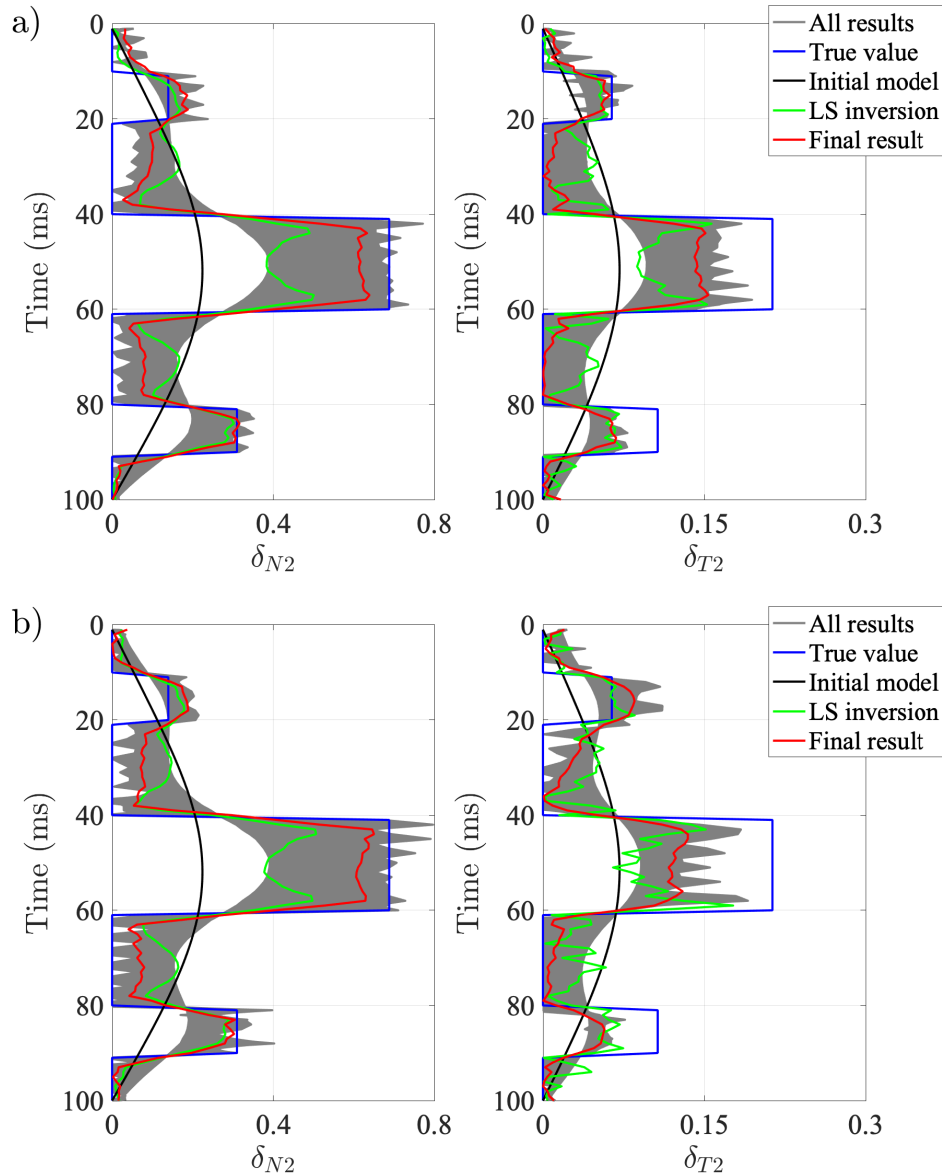 a)
All results
True value
Initial model
LS inversion
Final result
Time (ms)
0
20
40
60
80
100
0 0.4 0.8
δN2
Time (ms)
0
20
40
60
80
100
0 0.15 0.3
δT2
b)
All results
True value
Initial model
LS inversion
Final result
Time (ms)
0
20
40
60
80
100
0 0.4 0.8
δN2
Time (ms)
0
20
40
60
80
100
0 0.15 0.3
δT2